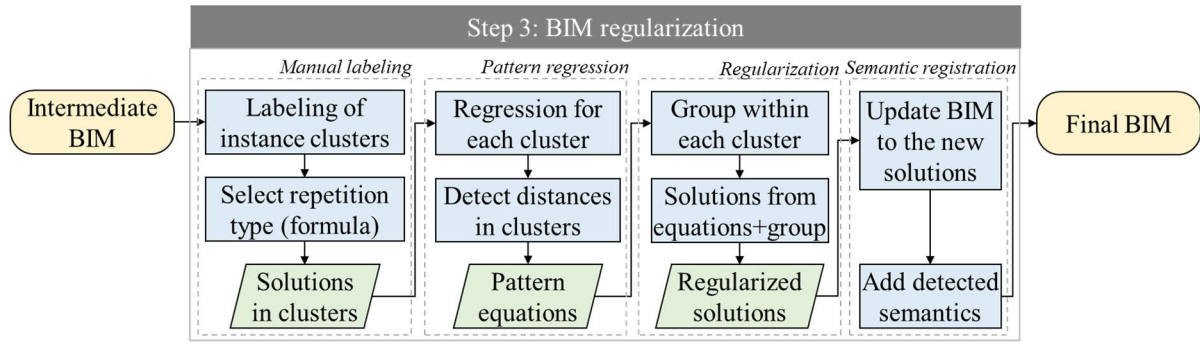 Step 3: BIM regularization
Manual labeling
Pattern regression
Regularization
Semantic registration
Intermediate
BIM
Labeling of
instance clusters
Select repetition
type (formula)
Solutions
in clusters
Regression for
each cluster
Detect distances
in clusters
Pattern
equations
Group within
each cluster
Solutions from
equations+group
Regularized
solutions
Update BIM
to the new
solutions
Add detected
semantics
Final BIM